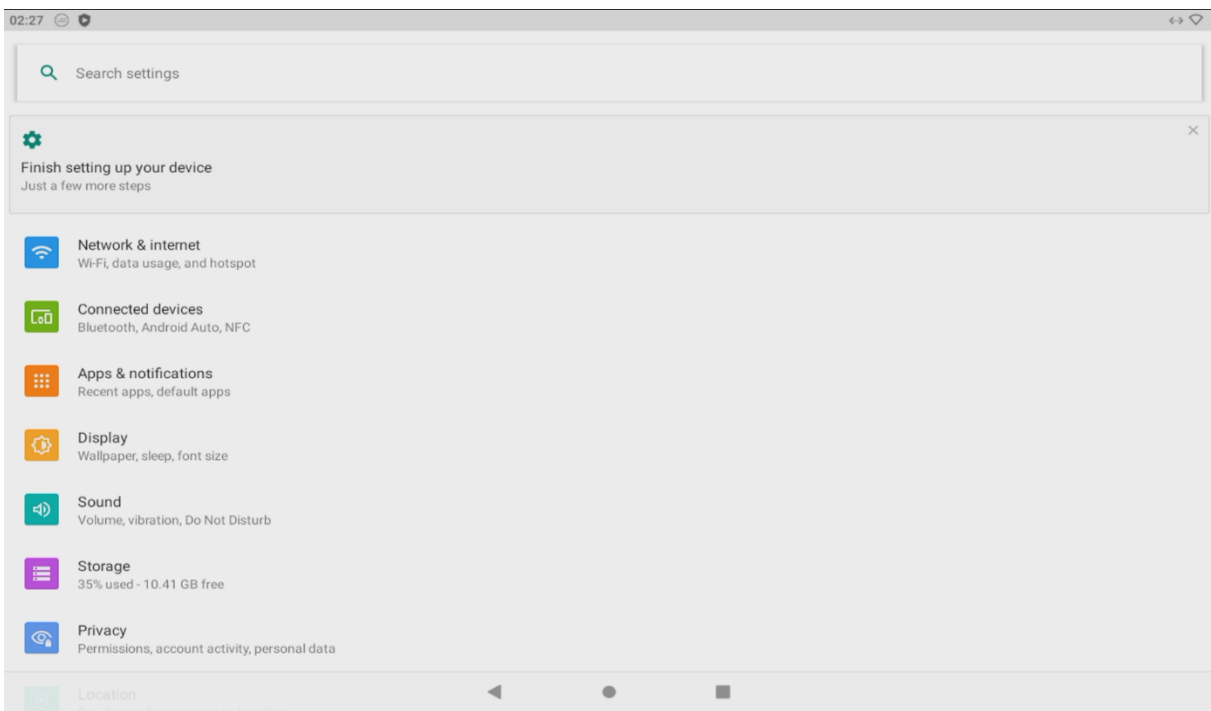 02:27
Search settings
Finish setting up your device
Just a few more steps
Network & internet
Wi-Fi, data usage, and hotspot
Connected devices
Bluetooth, Android Auto, NFC
Apps & notifications
Recent apps, default apps
Display
Wallpaper, sleep, font size
Sound
Volume, vibration, Do Not Disturb
Storage
35% used - 10.41 GB free
Privacy
Permissions, account activity, personal data
Location